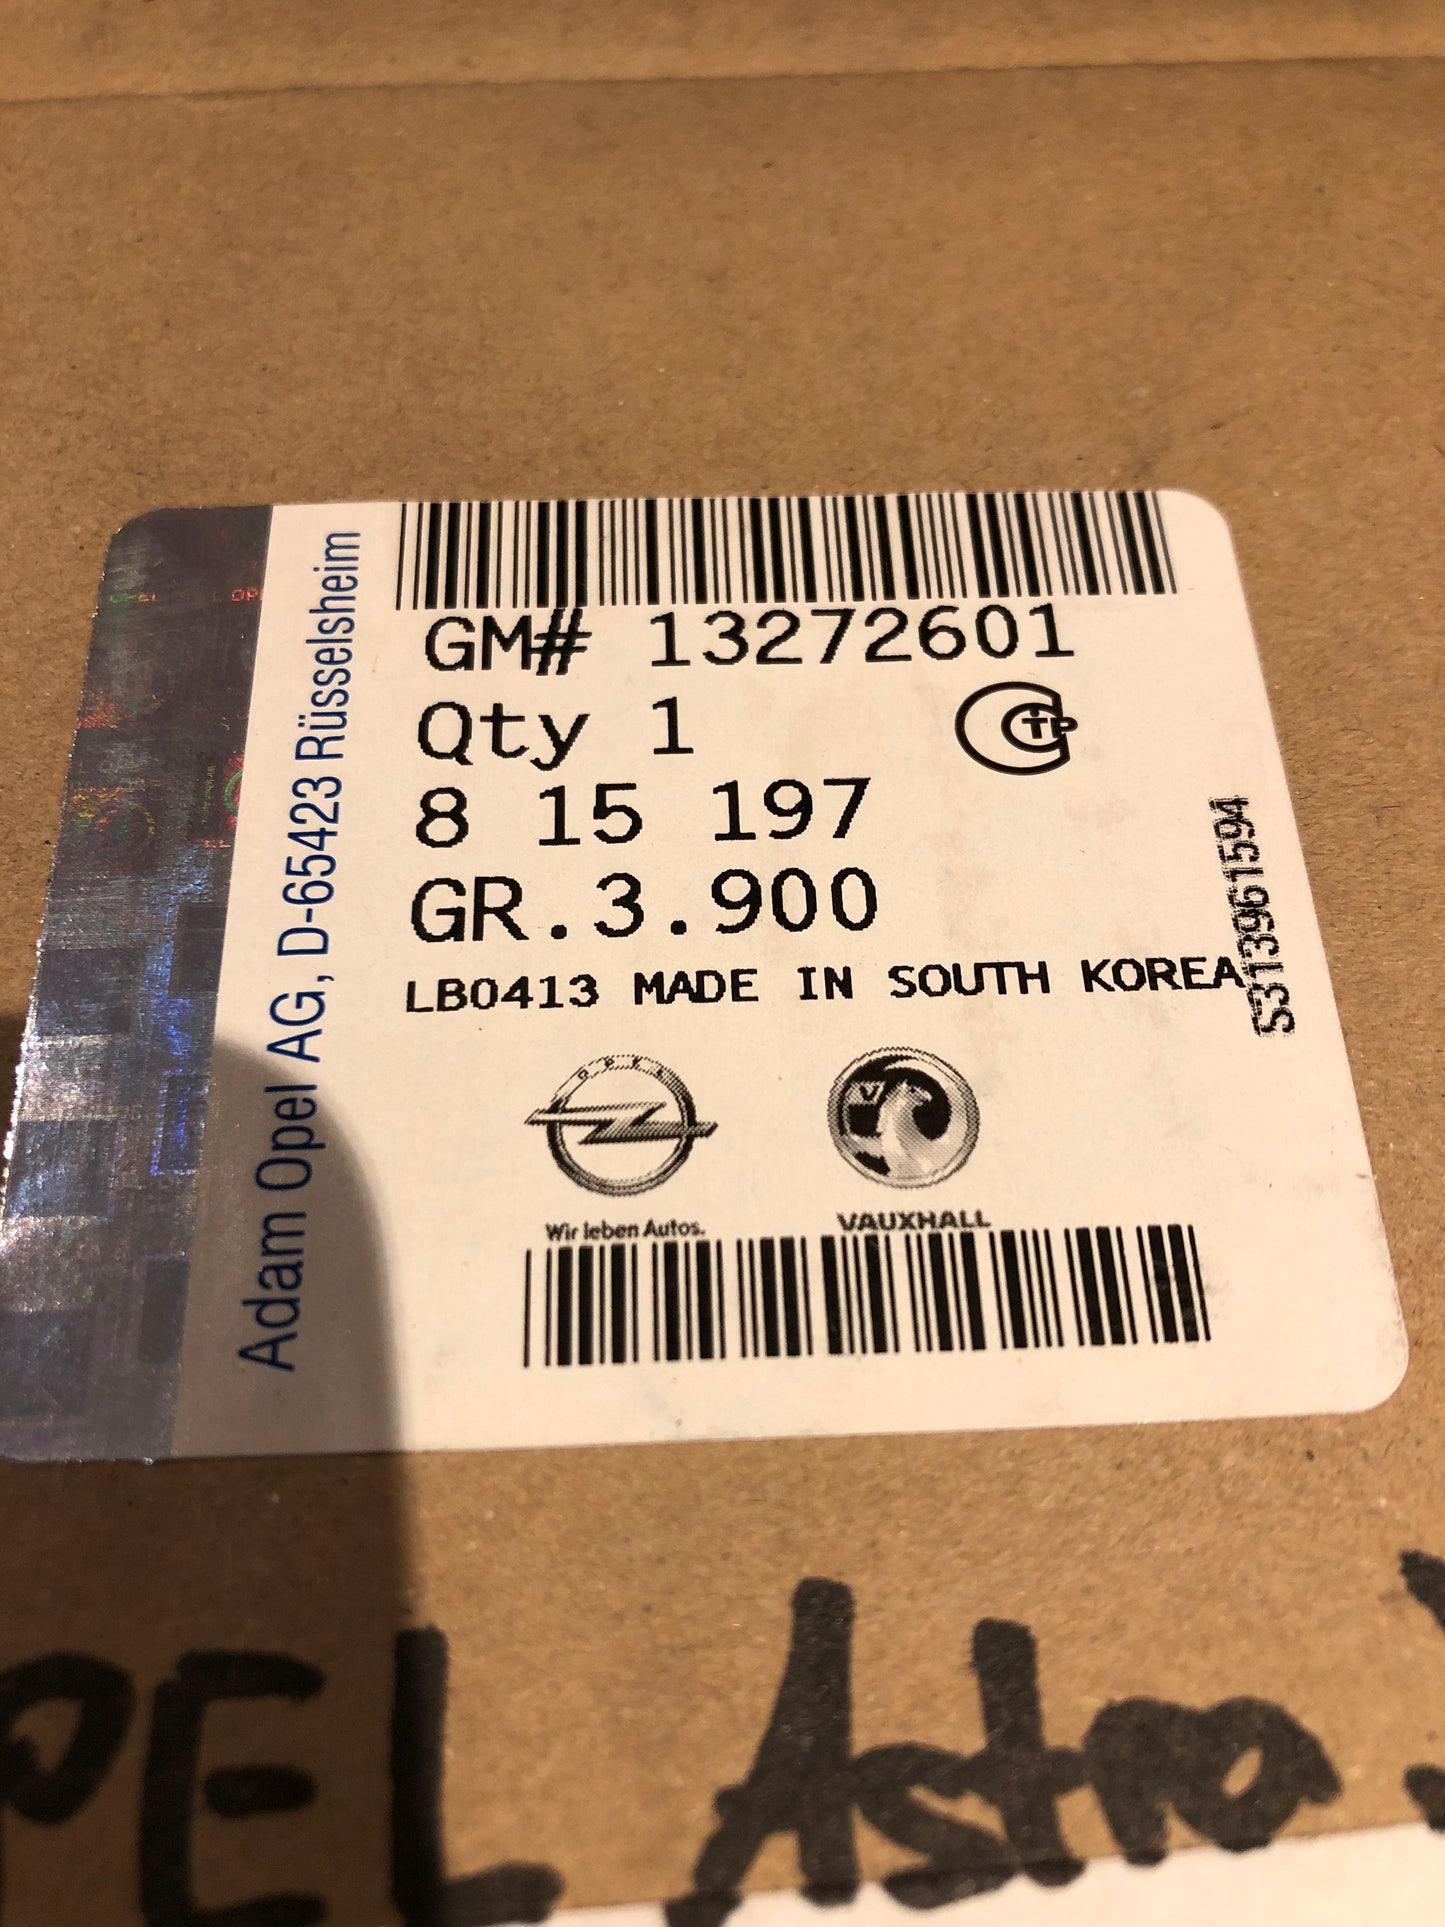 Adam Opel AG, D-65423 Rüsselsheim
GM# 13272601
Qty 1
8 15 197
GR.3.900
LB0413 MADE IN SOUTH KOREA
S313961594
OPEL
V
Wir leben Autos.
VAUXHALL
PEL Astra